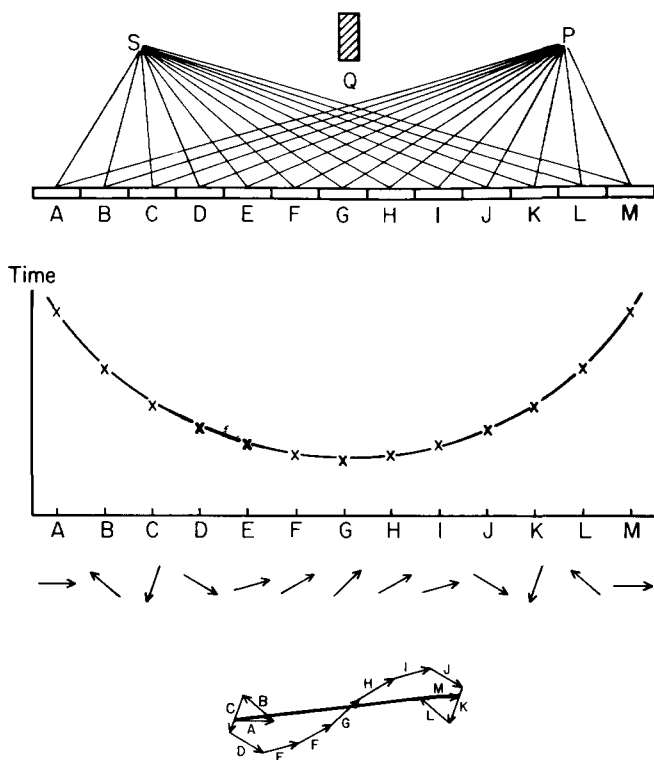 S P
Q
A B C D E F G H I J K L M
Time
A B C D E F G H I J K L M
H I J
C B M K
A G L
D E F